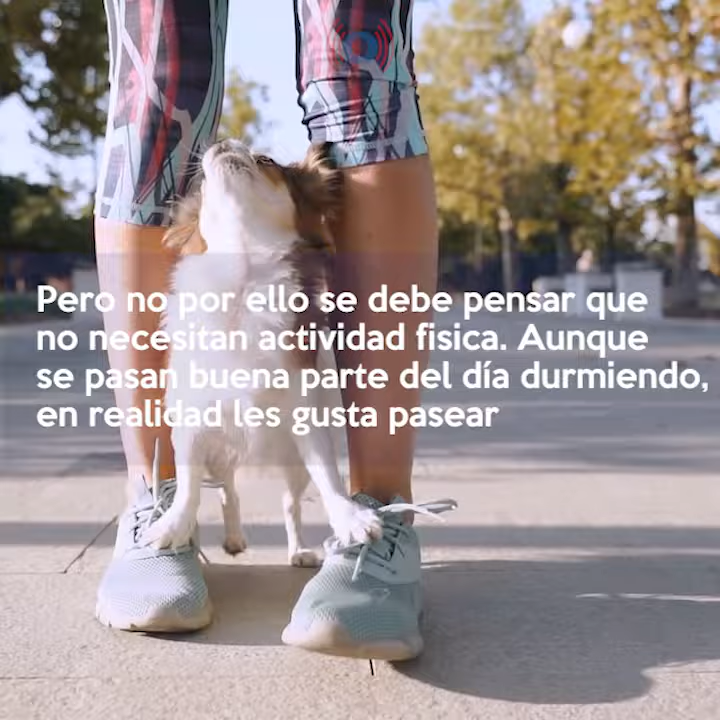 Pero no por ello se debe pensar que
no necesitan actividad fisica. Aunque
se pasan buena parte del día durmiendo,
en realidad les gusta pasear